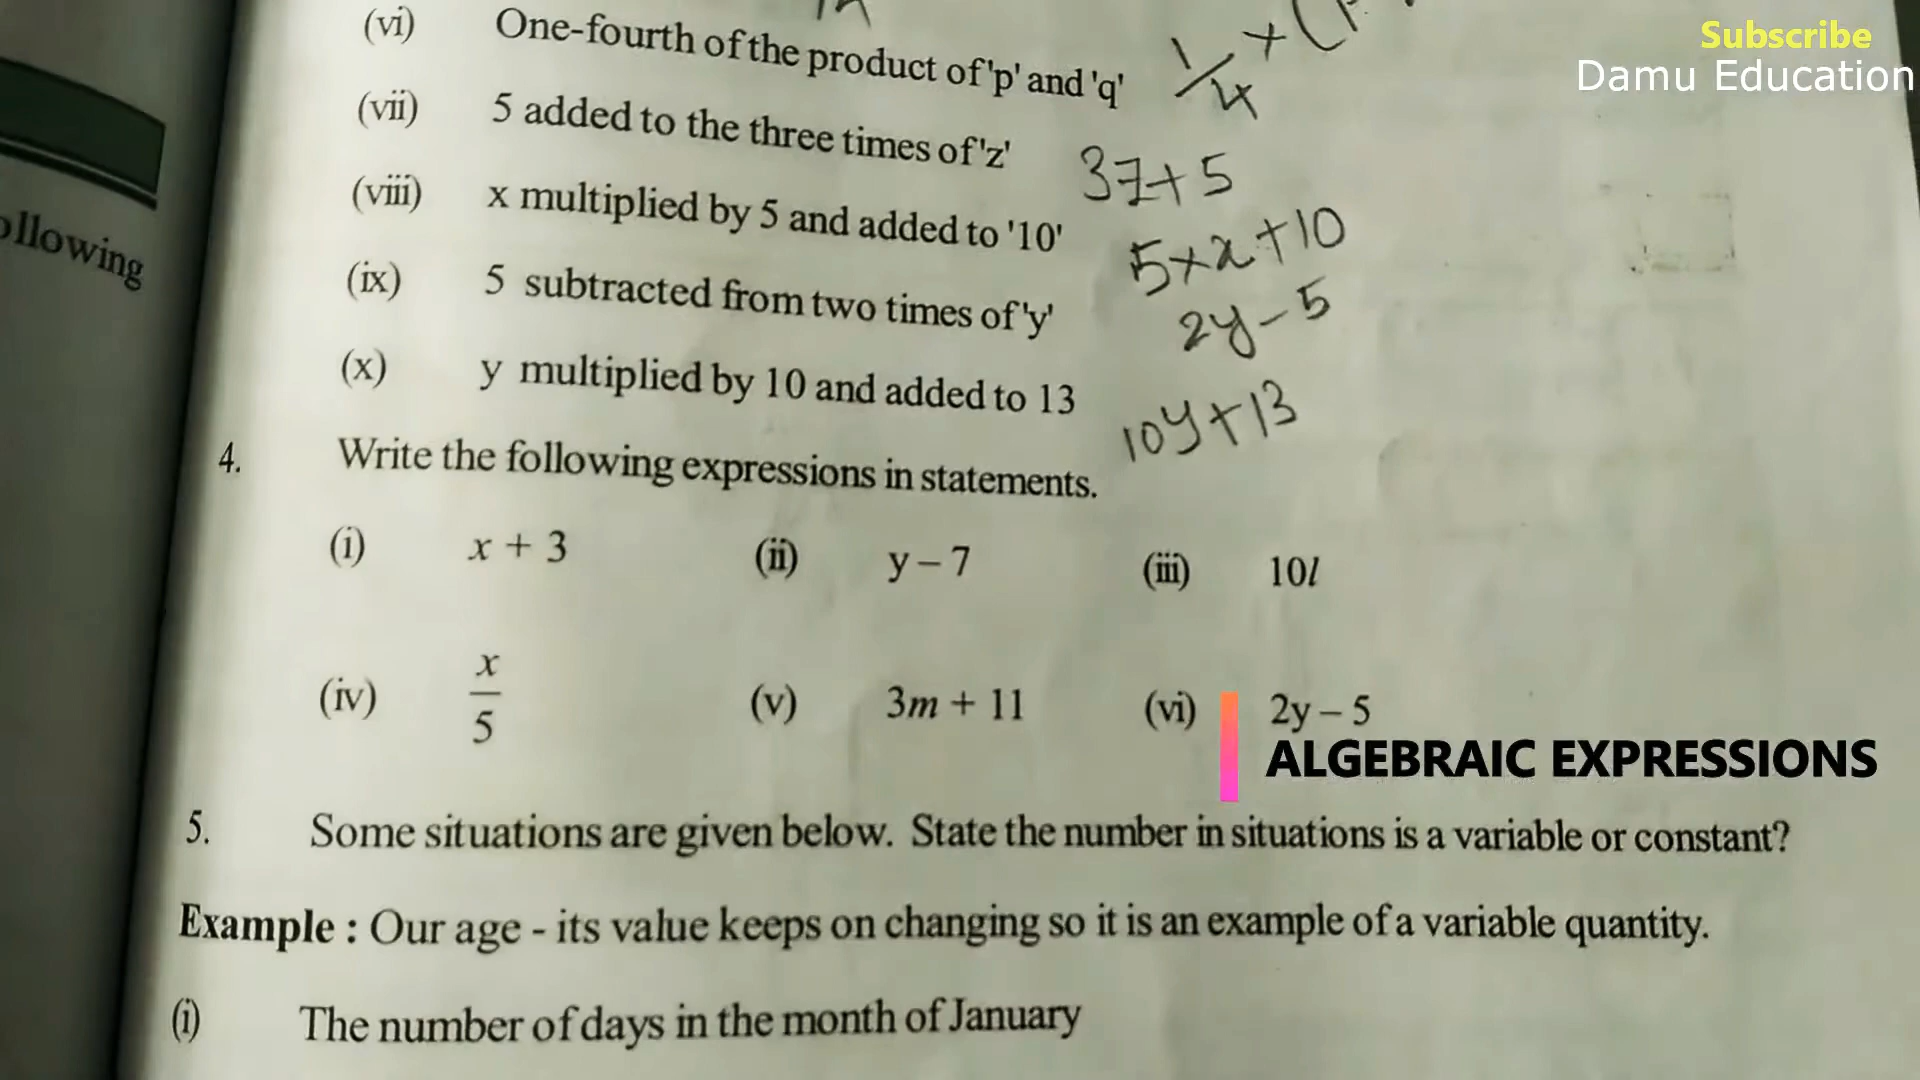 Subscribe
Damu Education
(vi) One-fourth of the product of 'p' and 'q' 1/4 × (
(vii) 5 added to the three times of 'z' 3z+5
ollowing
(viii) x multiplied by 5 and added to '10' 5×x+10
(ix) 5 subtracted from two times of 'y' 2y-5
(x) y multiplied by 10 and added to 13 10y+13
4. Write the following expressions in statements.
(i) x + 3 (ii) y – 7 (iii) 10l
(iv) x/5 (v) 3m + 11 (vi) 2y – 5
ALGEBRAIC EXPRESSIONS
5. Some situations are given below. State the number in situations is a variable or constant?
Example : Our age - its value keeps on changing so it is an example of a variable quantity.
(i) The number of days in the month of January